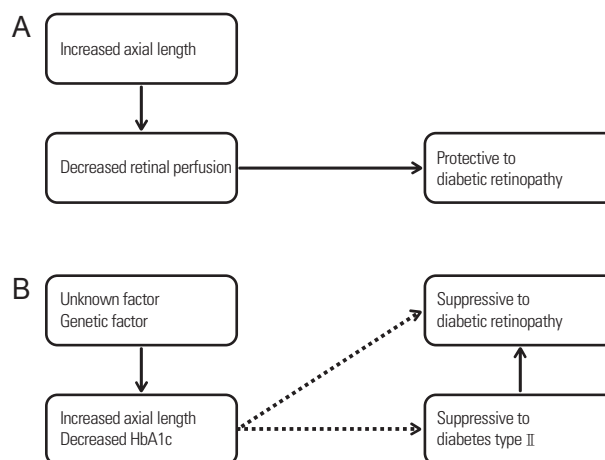 A
Increased axial length
Decreased retinal perfusion
Protective to
diabetic retinopathy
B
Unknown factor
Genetic factor
Suppressive to
diabetic retinopathy
Increased axial length
Decreased HbA1c
Suppressive to
diabetes type Ⅱ